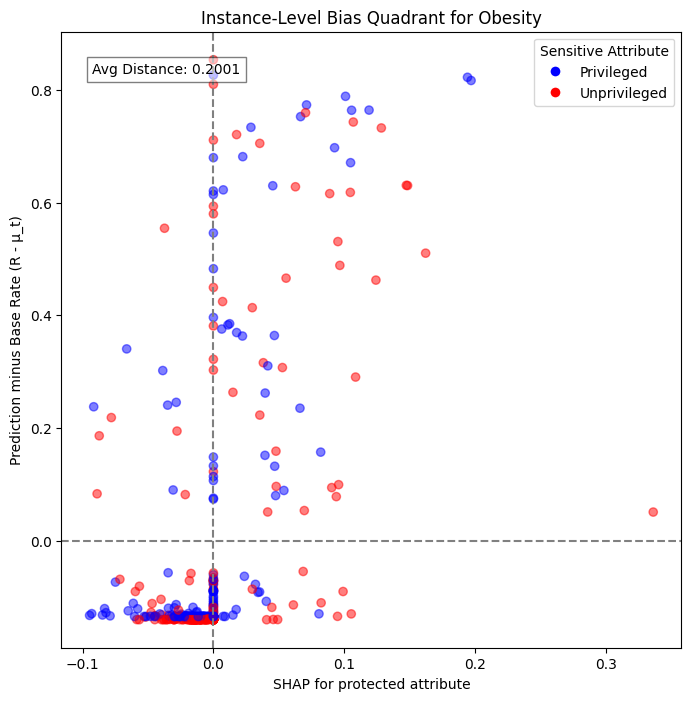 Instance-Level Bias Quadrant for Obesity
Avg Distance: 0.2001
Sensitive Attribute
Privileged
Unprivileged
Prediction minus Base Rate (R - μ_t)
0.8
0.6
0.4
0.2
0.0
−0.1
0.0
0.1
0.2
0.3
SHAP for protected attribute